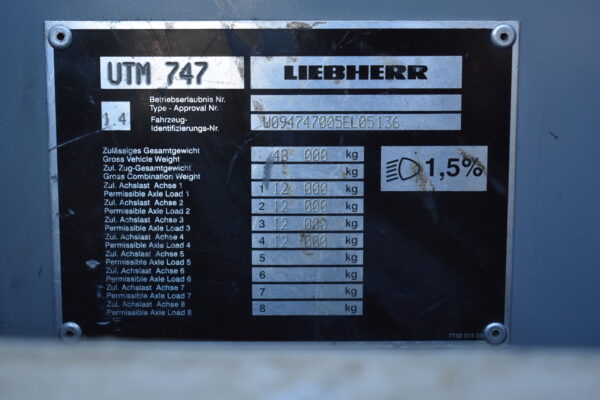 UTM 747 LIEBHERR
Betriebserlaubnis Nr.
Type - Approval Nr.
14 Fahrzeug-
Identifizierungs-Nr. W094747005EL05136
Zulässiges Gesamtgewicht
Gross Vehicle Weight 48 000 kg
Zul. Zug-Gesamtgewicht
Gross Combination Weight kg
1,5%
Zul. Achslast Achse 1
Permissible Axle Load 1 1 12 000 kg
Zul. Achslast Achse 2
Permissible Axle Load 2 2 12 000 kg
Zul. Achslast Achse 3
Permissible Axle Load 3 3 12 000 kg
Zul. Achslast Achse 4
Permissible Axle Load 4 4 12 000 kg
Zul. Achslast Achse 5
Permissible Axle Load 5 5 kg
Zul. Achslast Achse 6
Permissible Axle Load 6 6 kg
Zul. Achslast Achse 7
Permissible Axle Load 7 7 kg
Zul. Achslast Achse 8
Permissible Axle Load 8 8 kg
7732 074 08